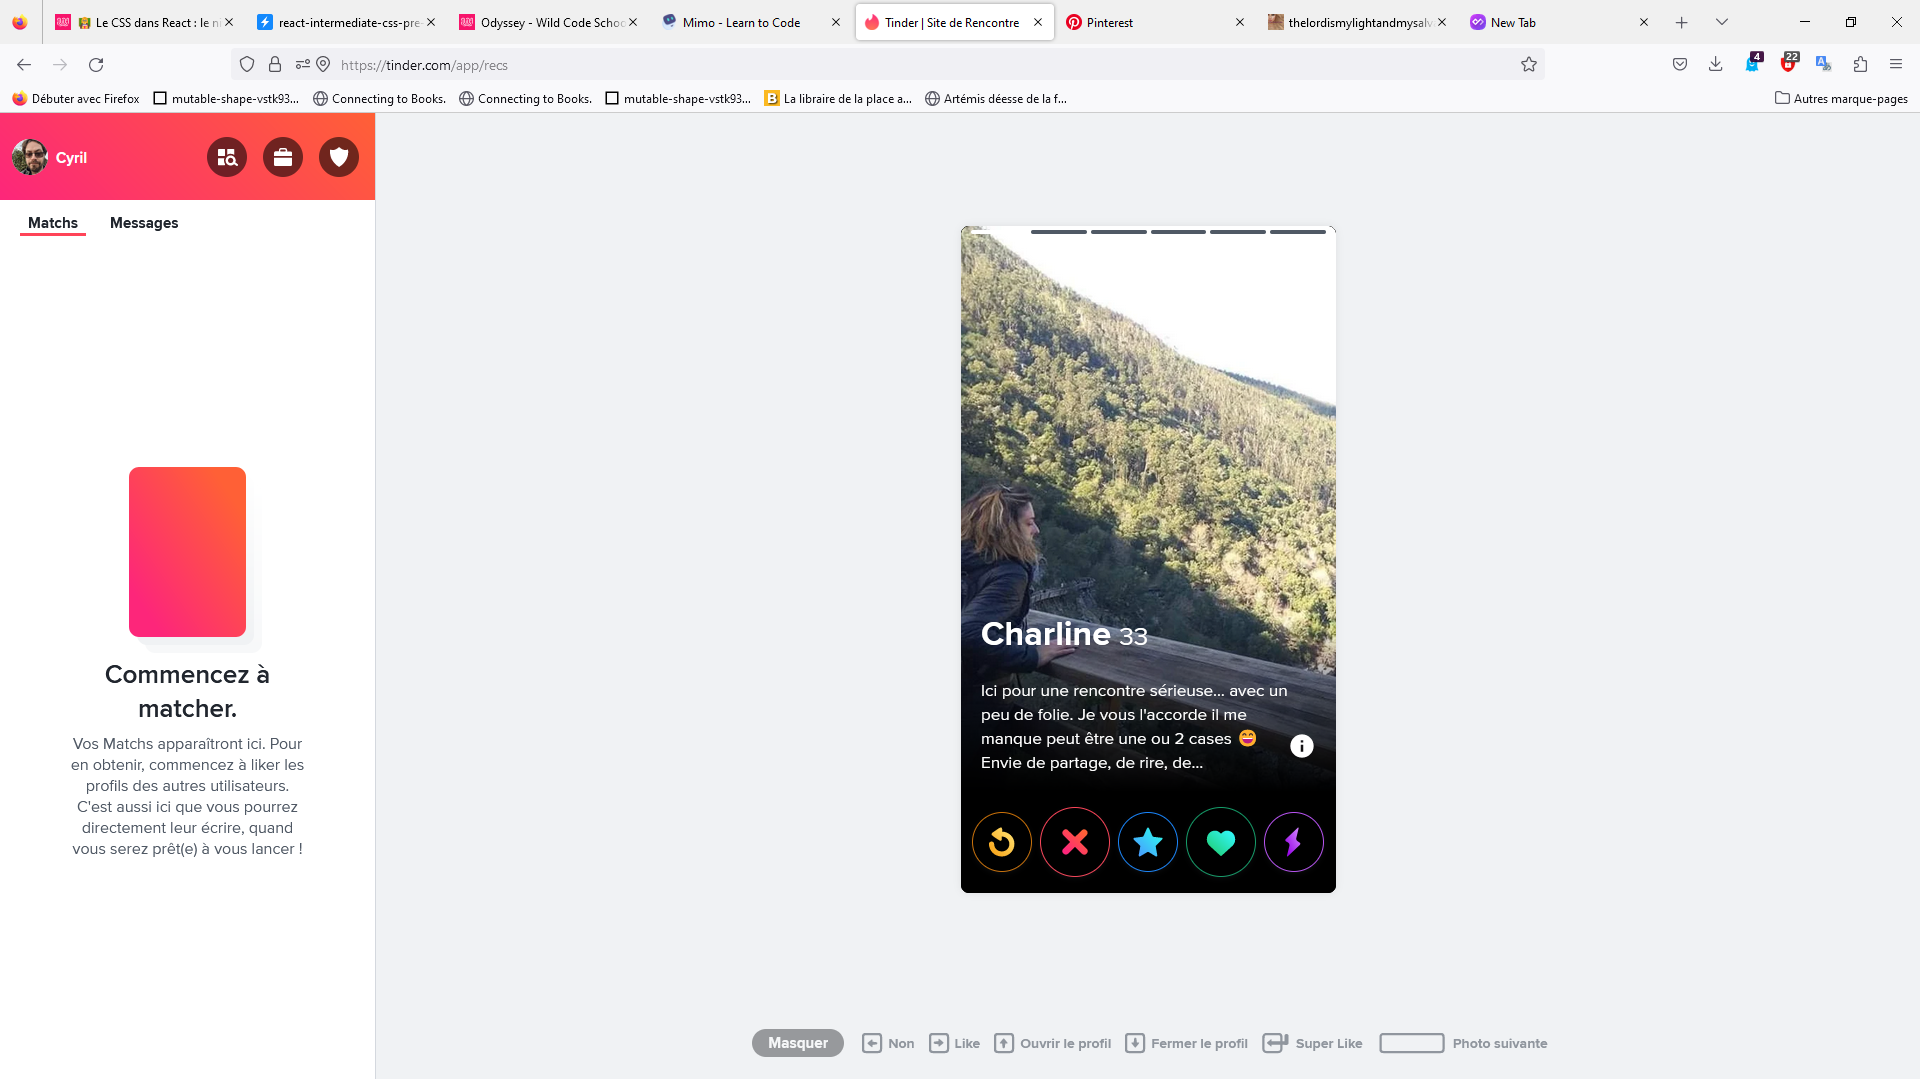 Le CSS dans React : le ni
react-intermediate-css-pre-
Odyssey - Wild Code Schoo
Mimo - Learn to Code
Tinder | Site de Rencontre
Pinterest
thelordismylightandmysalv
New Tab
https://tinder.com/app/recs
4
22
Débuter avec Firefox
mutable-shape-vstk93...
Connecting to Books.
Connecting to Books.
mutable-shape-vstk93...
La libraire de la place a...
Artémis déesse de la f...
Autres marque-pages
Cyril
Matchs
Messages
Commencez à
matcher.
Vos Matchs apparaîtront ici. Pour
en obtenir, commencez à liker les
profils des autres utilisateurs.
C'est aussi ici que vous pourrez
directement leur écrire, quand
vous serez prêt(e) à vous lancer !
Charline 33
Ici pour une rencontre sérieuse... avec un
peu de folie. Je vous l'accorde il me
manque peut être une ou 2 cases 😄
Envie de partage, de rire, de...
Masquer
Non
Like
Ouvrir le profil
Fermer le profil
Super Like
Photo suivante